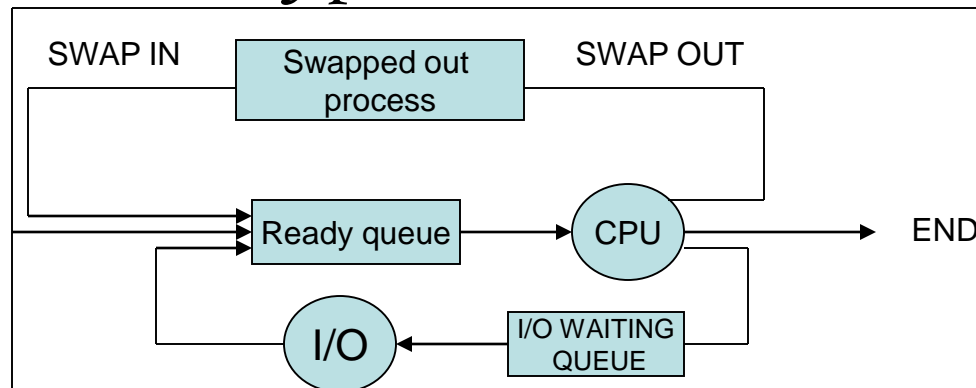 SWAP IN
Swapped out
process
SWAP OUT
Ready queue
CPU
END
I/O
I/O WAITING
QUEUE